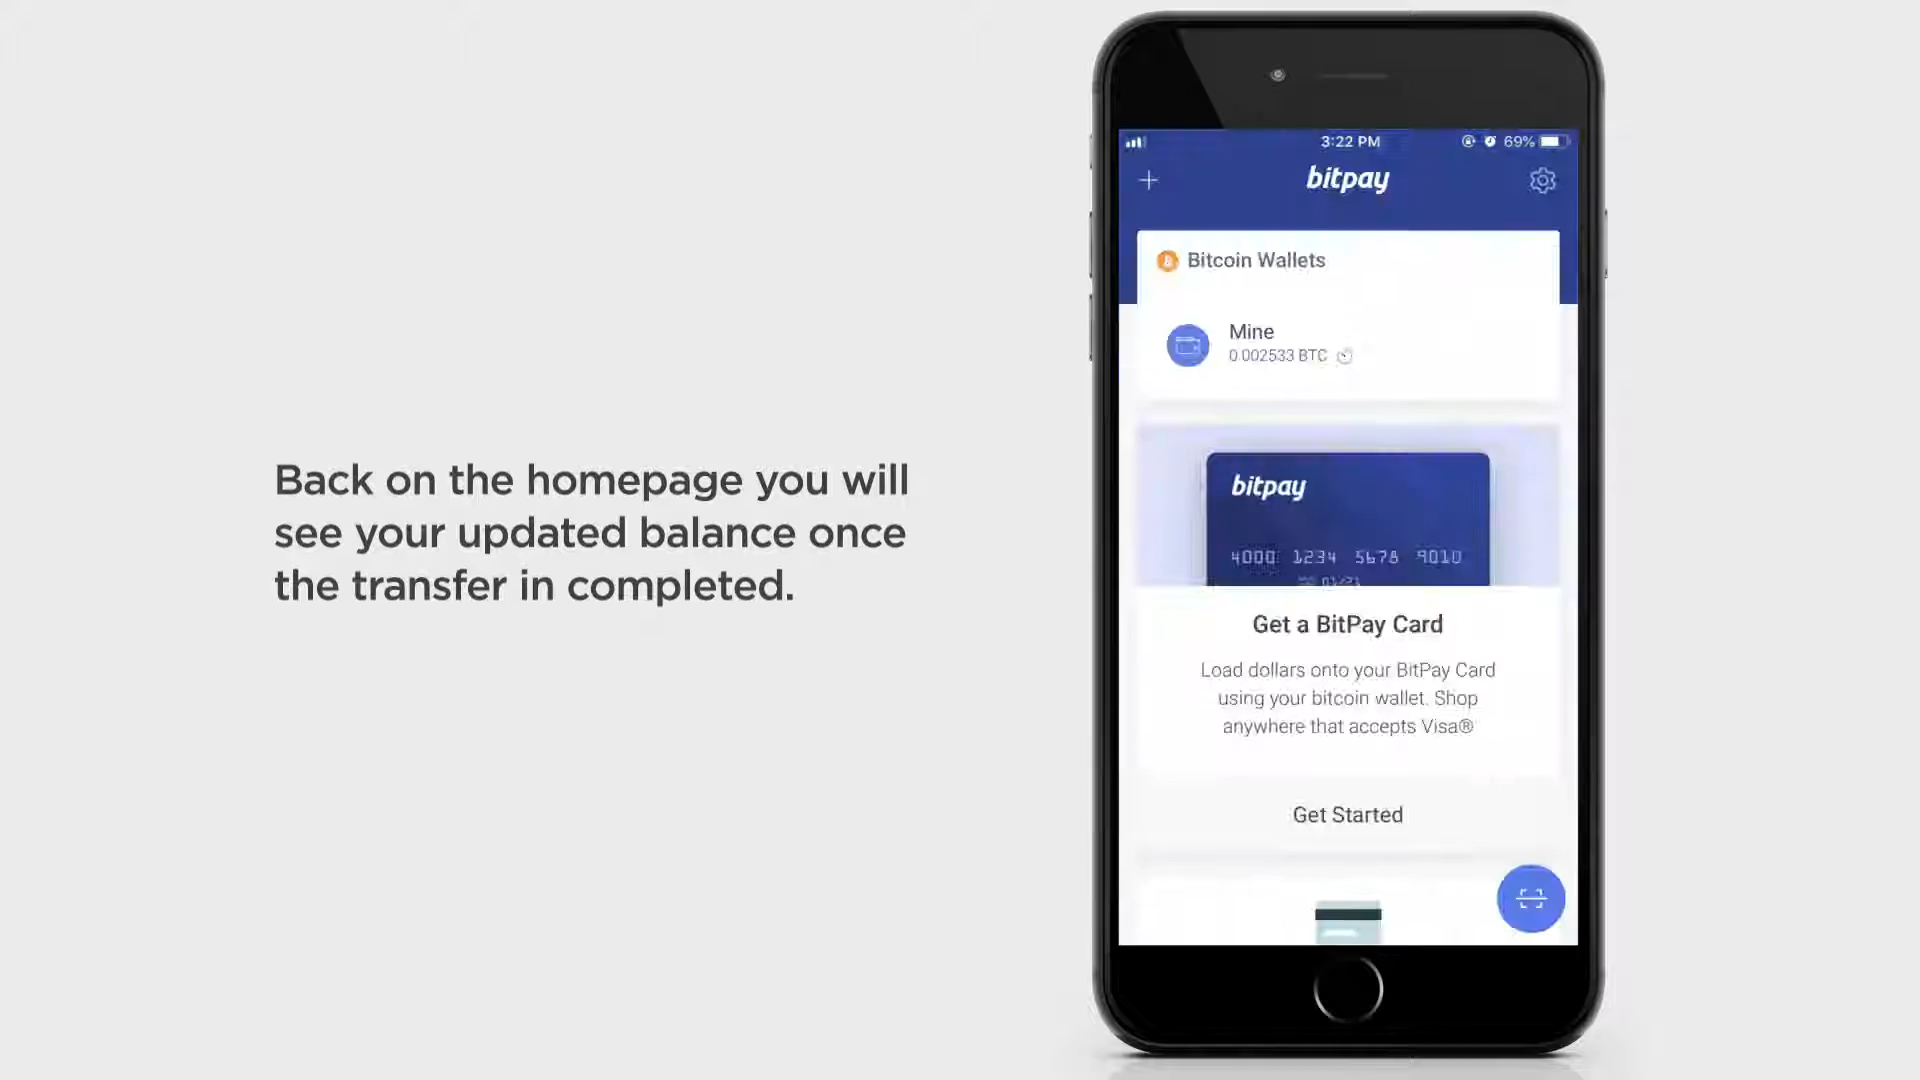 Back on the homepage you will
see your updated balance once
the transfer in completed.
3:22 PM
69%
bitpay
Bitcoin Wallets
Mine
0.002533 BTC
bitpay
4000 1234 5678 9010
01/21
Get a BitPay Card
Load dollars onto your BitPay Card
using your bitcoin wallet. Shop
anywhere that accepts Visa®
Get Started